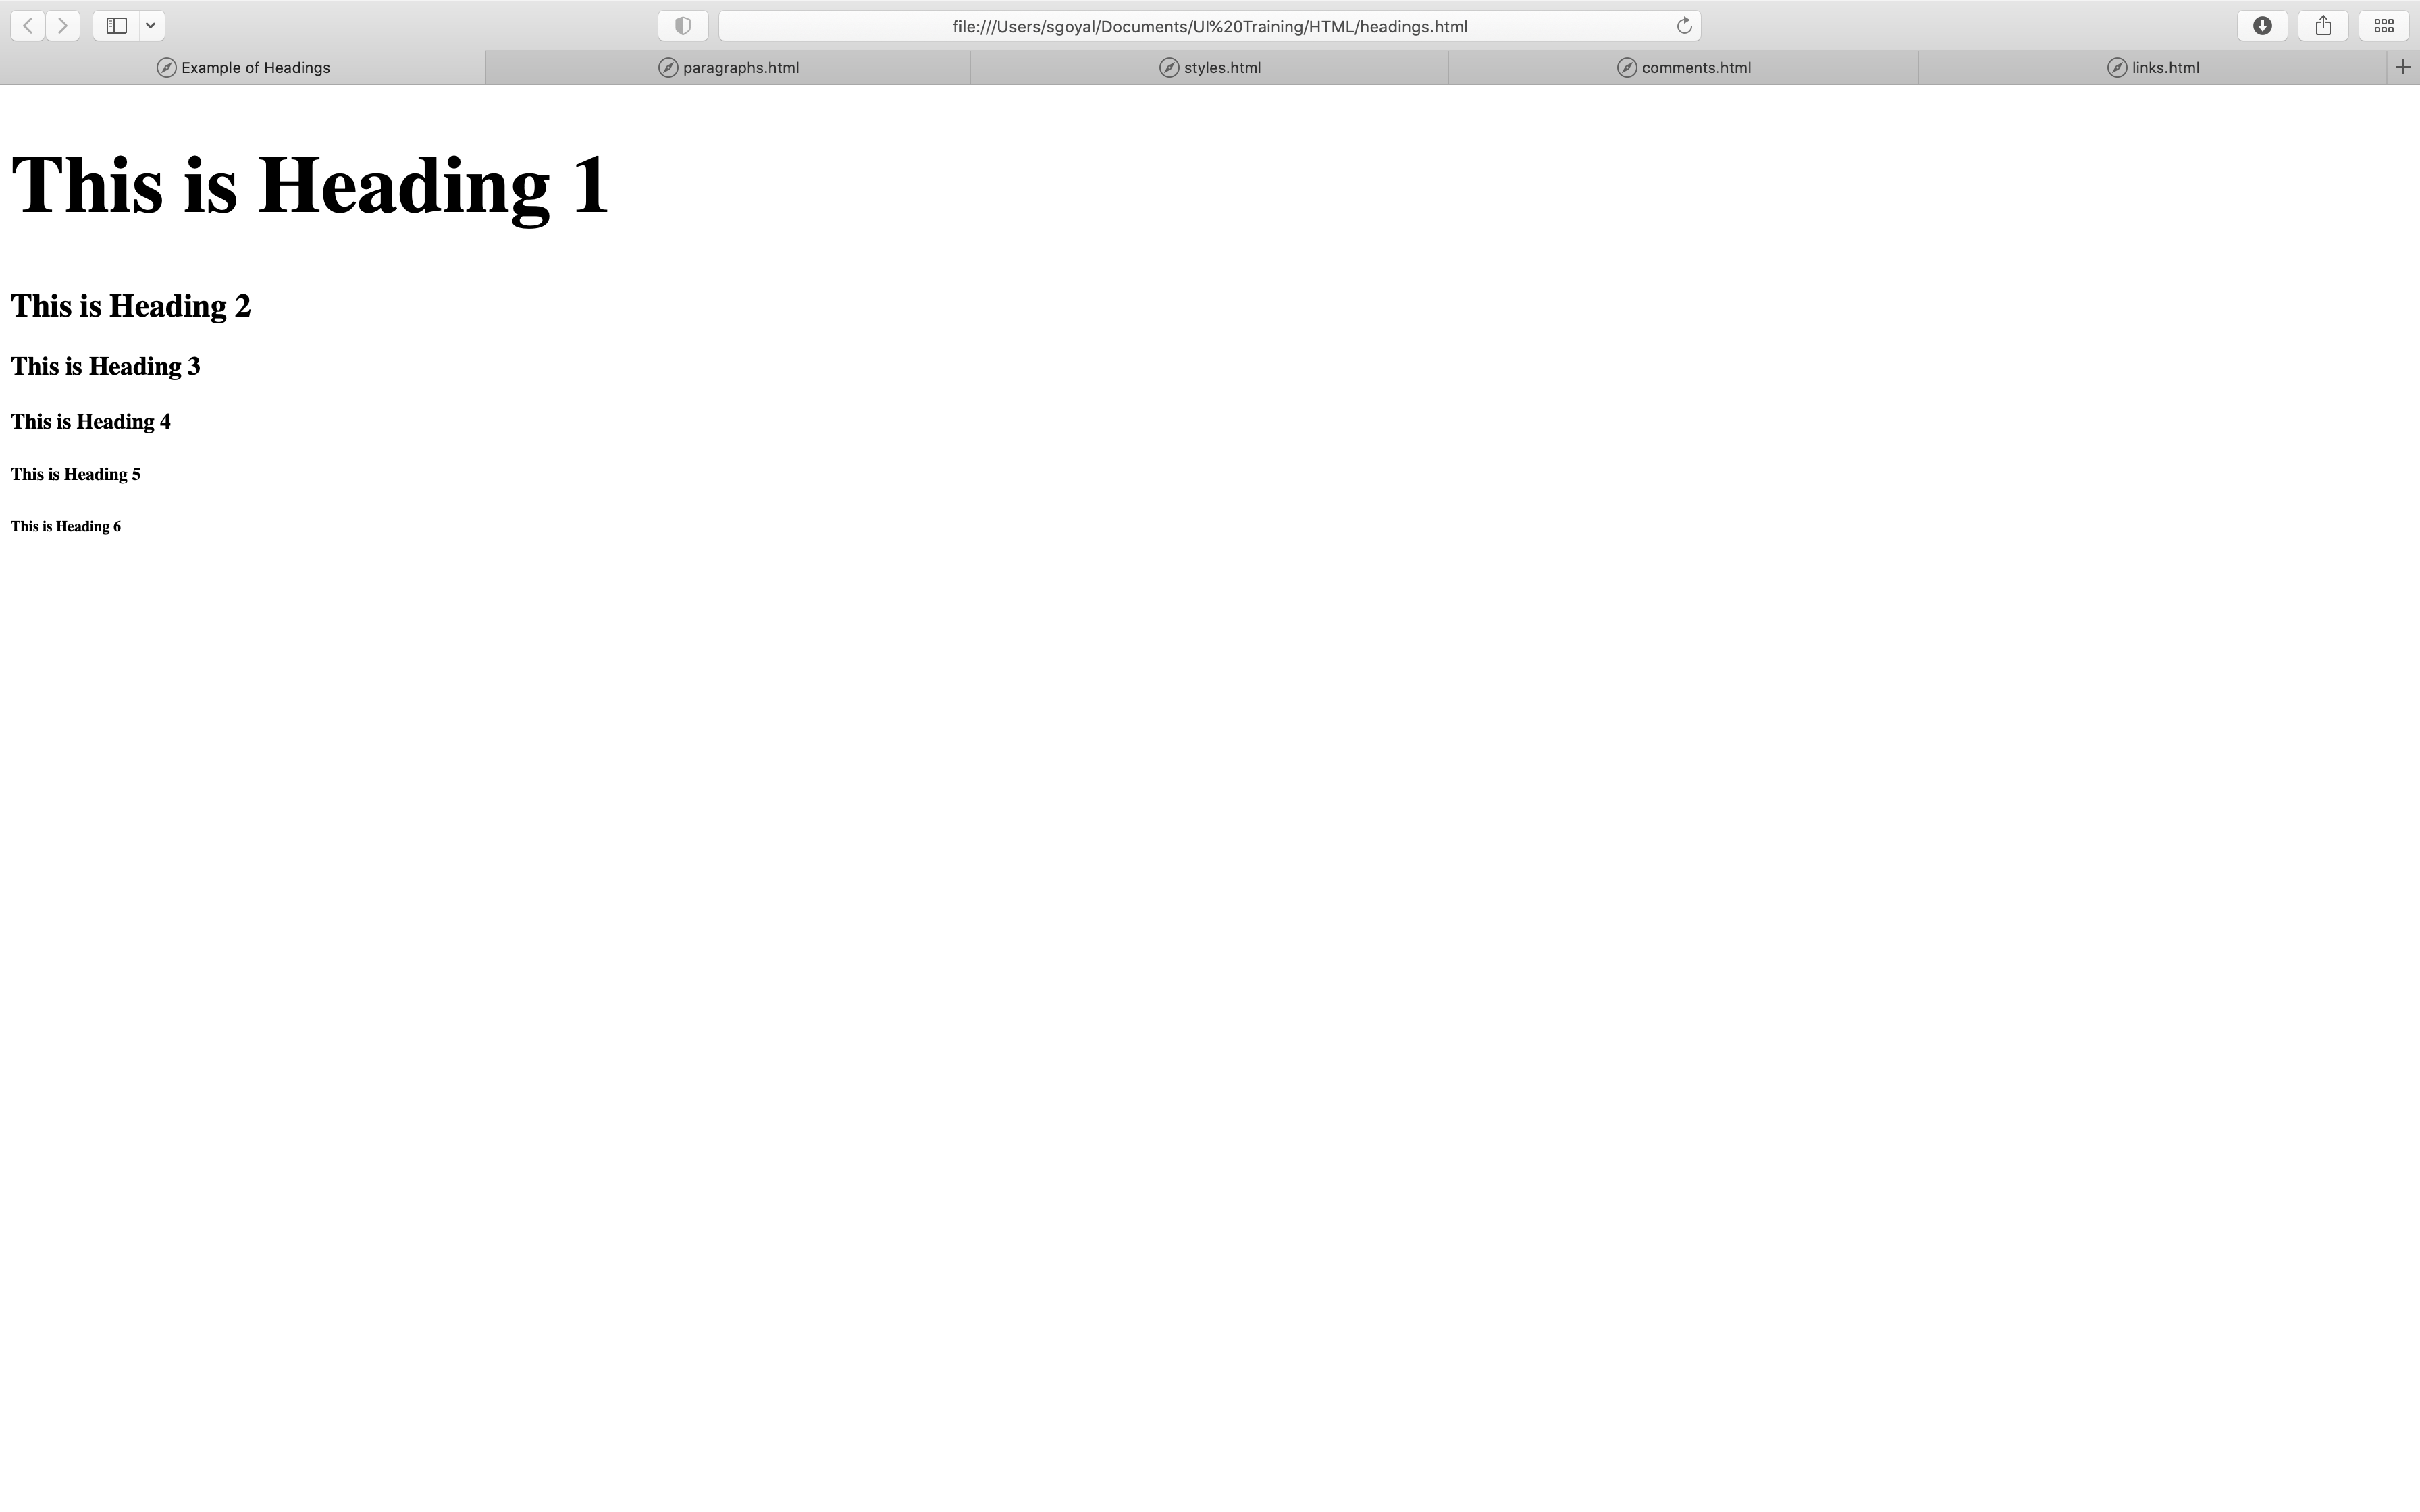 file:///Users/sgoyal/Documents/UI%20Training/HTML/headings.html
Example of Headings
paragraphs.html
styles.html
comments.html
links.html
This is Heading 1
This is Heading 2
This is Heading 3
This is Heading 4
This is Heading 5
This is Heading 6